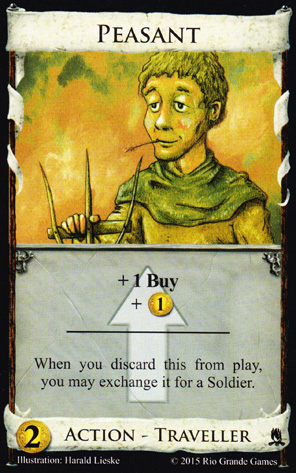 PEASANT
+1 Buy
+ 1
When you discard this from play,
you may exchange it for a Soldier.
2 ACTION - TRAVELLER
Illustration: Harald Lieske © 2015 Rio Grande Games